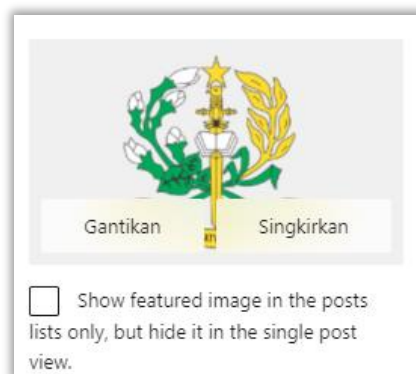 Gantikan Singkirkan
Show featured image in the posts
lists only, but hide it in the single post
view.